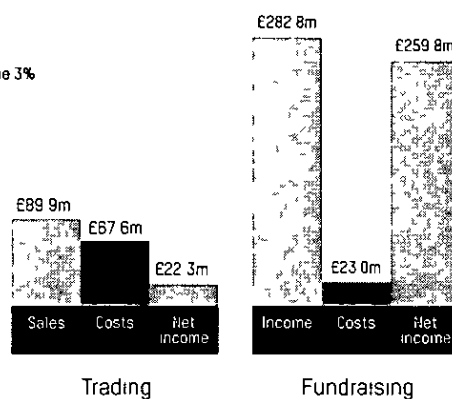 £282 8m
£259 8m
ue 3%
£89 9m
£67 6m
£22 3m
£23 0m
Sales Costs Net income
Income Costs Net income
Trading Fundraising